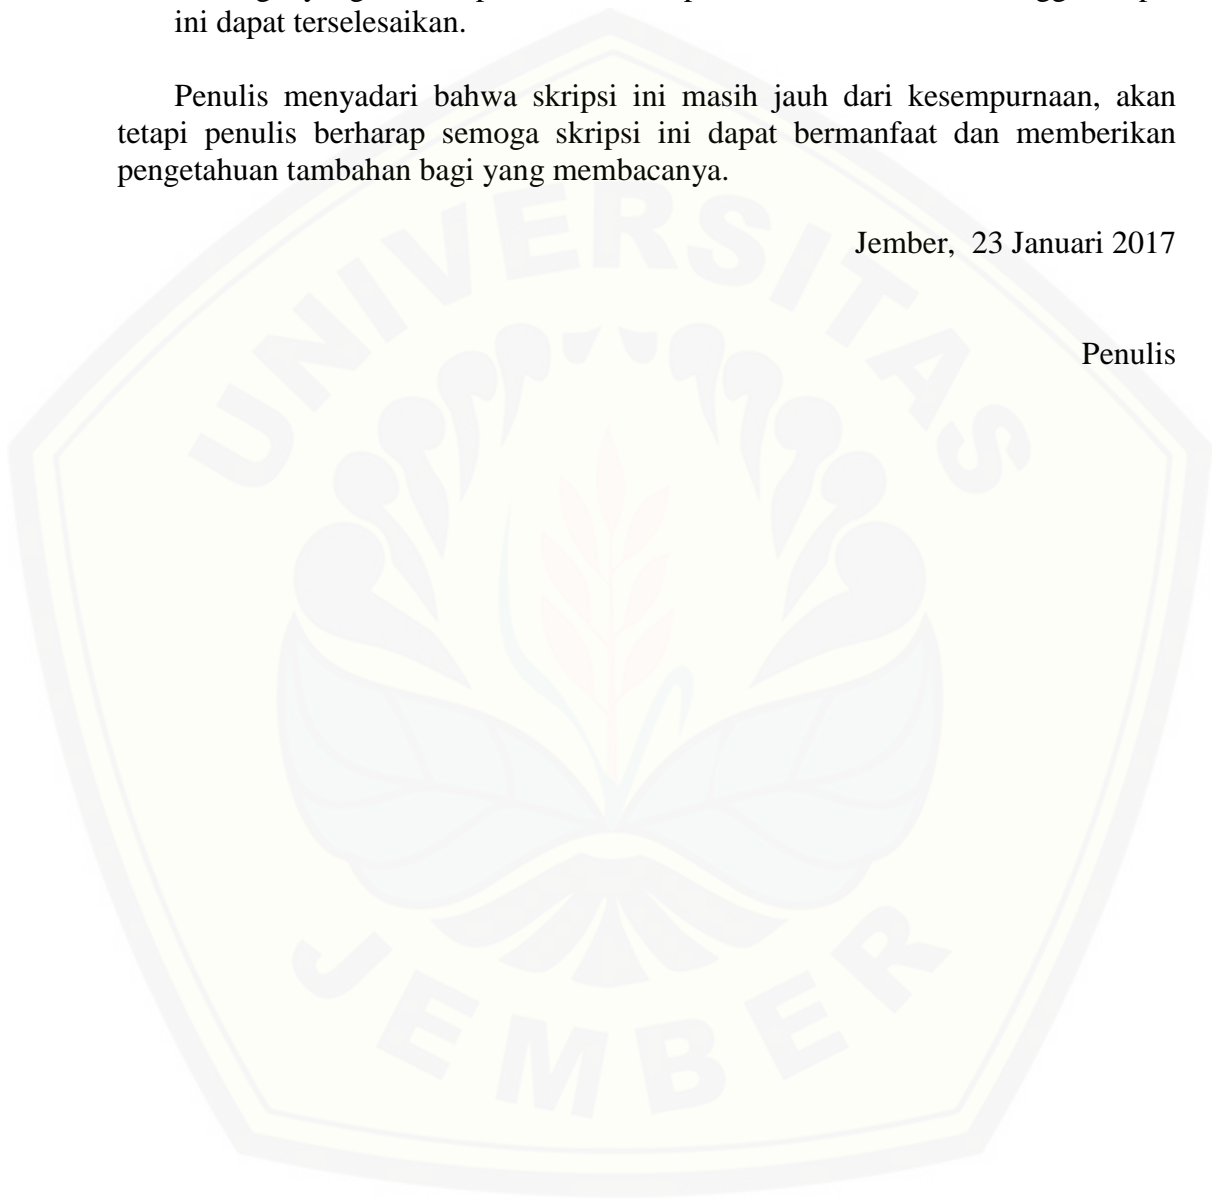 ini dapat terselesaikan.
Penulis menyadari bahwa skripsi ini masih jauh dari kesempurnaan, akan
tetapi penulis berharap semoga skripsi ini dapat bermanfaat dan memberikan
pengetahuan tambahan bagi yang membacanya.
Jember, 23 Januari 2017
Penulis
UNIVERSITAS
JEMBER